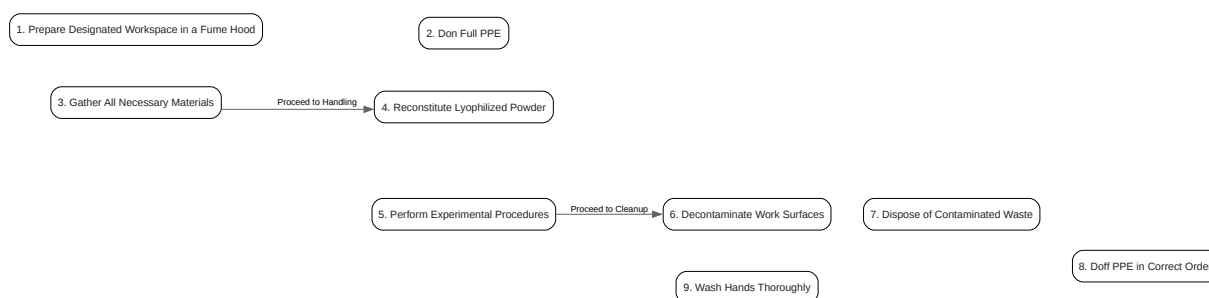 1. Prepare Designated Workspace in a Fume Hood
2. Don Full PPE
3. Gather All Necessary Materials
Proceed to Handling
4. Reconstitute Lyophilized Powder
5. Perform Experimental Procedures
Proceed to Cleanup
6. Decontaminate Work Surfaces
7. Dispose of Contaminated Waste
8. Doff PPE in Correct Orde
9. Wash Hands Thoroughly